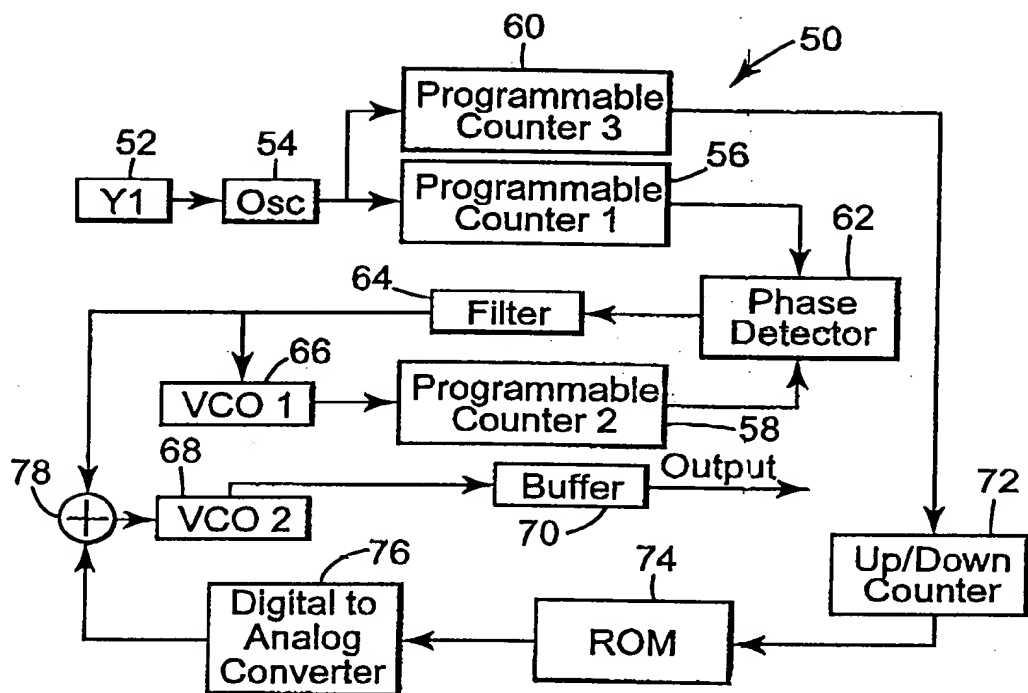 60
50
Programmable
Counter 3
52
54
56
Y1
Osc
Programmable
Counter 1
62
64
Filter
Phase
Detector
66
VCO 1
Programmable
Counter 2
58
78
68
VCO 2
Buffer
Output
70
72
Up/Down
Counter
76
74
Digital to
Analog
Converter
ROM